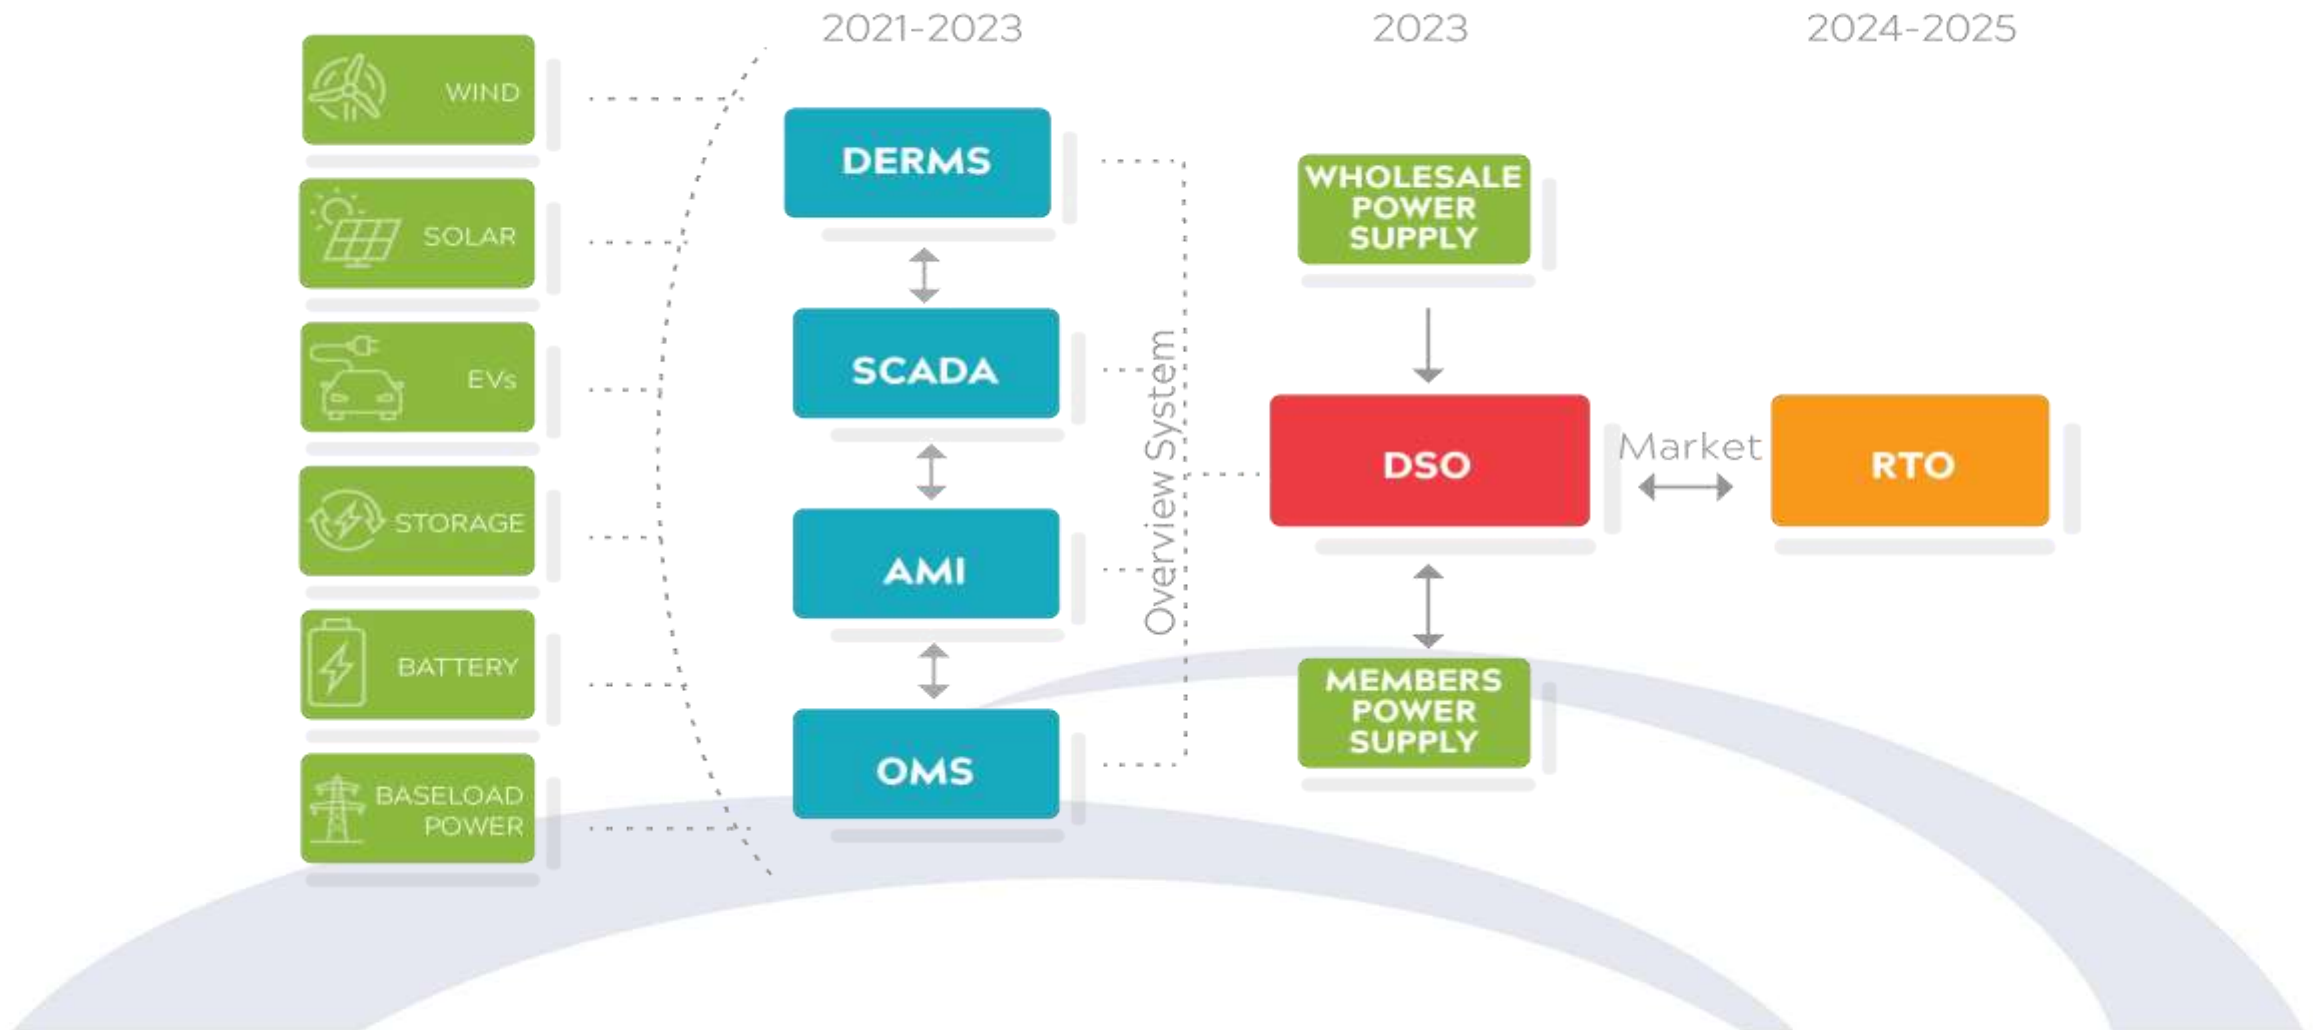 2021-2023
2023
2024-2025
WIND
SOLAR
EVs
STORAGE
BATTERY
BASELOAD
POWER
DERMS
SCADA
AMI
OMS
Overview System
WHOLESALE
POWER
SUPPLY
DSO
MEMBERS
POWER
SUPPLY
Market
RTO